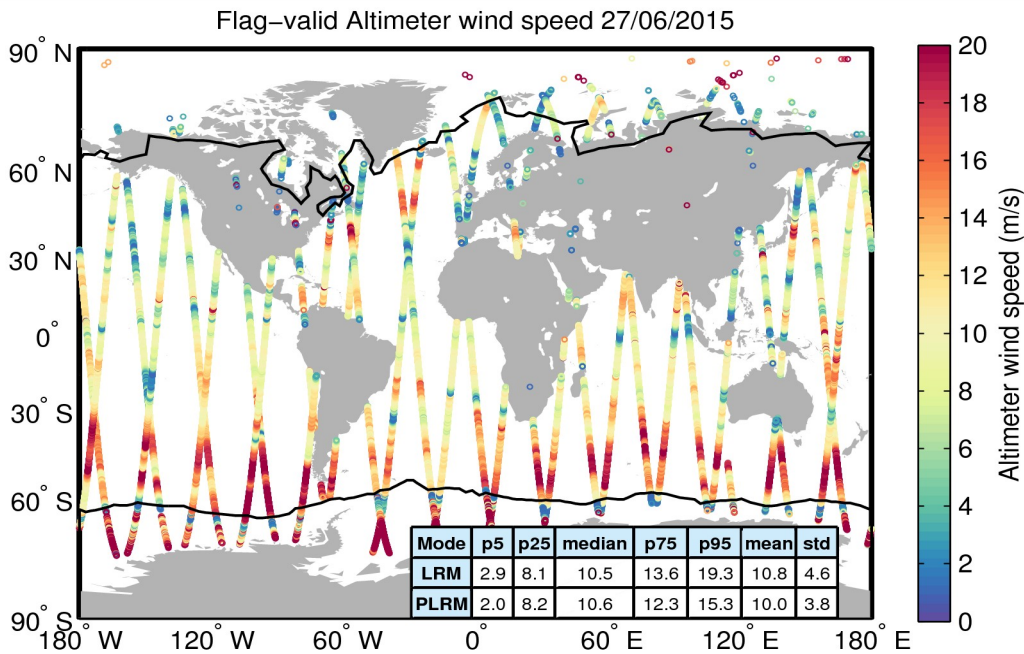 Flag−valid Altimeter wind speed 27/06/2015
90° N
60° N
30° N
0°
30° S
60° S
90° S
180° W
120° W
60° W
0°
60° E
120° E
180° E
Mode p5 p25 median p75 p95 mean std
LRM 2.9 8.1 10.5 13.6 19.3 10.8 4.6
PLRM 2.0 8.2 10.6 12.3 15.3 10.0 3.8
20
18
16
14
12
10
8
6
4
2
0
Altimeter wind speed (m/s)